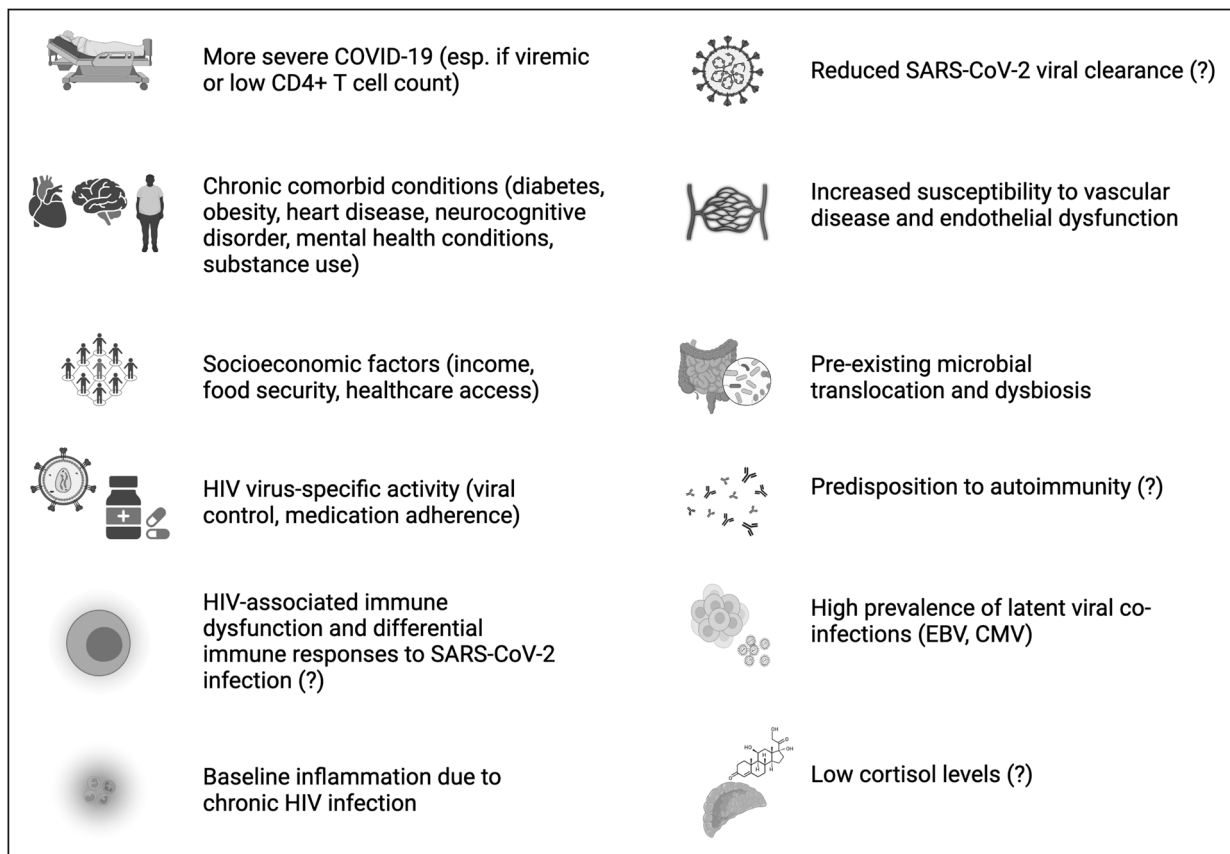 More severe COVID-19 (esp. if viremic
or low CD4+ T cell count)
Chronic comorbid conditions (diabetes,
obesity, heart disease, neurocognitive
disorder, mental health conditions,
substance use)
Socioeconomic factors (income,
food security, healthcare access)
HIV virus-specific activity (viral
control, medication adherence)
HIV-associated immune
dysfunction and differential
immune responses to SARS-CoV-2
infection (?)
Baseline inflammation due to
chronic HIV infection
Reduced SARS-CoV-2 viral clearance (?)
Increased susceptibility to vascular
disease and endothelial dysfunction
Pre-existing microbial
translocation and dysbiosis
Predisposition to autoimmunity (?)
High prevalence of latent viral co-
infections (EBV, CMV)
OH
O
HO
OH
H
H
H
O
Low cortisol levels (?)